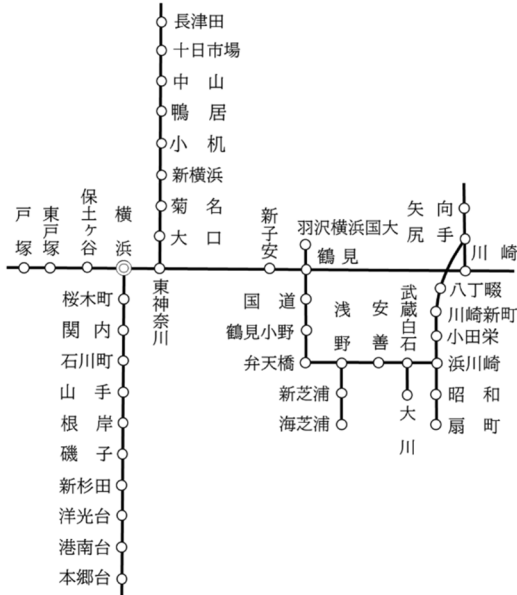 長津田
十日市場
中山
鴨居
小机
新横浜
菊名
大口
戸塚
東戸塚
保土ヶ谷
横浜
東神奈川
新子安
羽沢横浜国大
鶴見
矢向
尻手
川崎
桜木町
関内
石川町
山手
根岸
磯子
新杉田
洋光台
港南台
本郷台
国道
鶴見小野
弁天橋
浅野
安善
武蔵白石
八丁畷
川崎新町
小田栄
浜川崎
昭和
扇町
新芝浦
海芝浦
大川